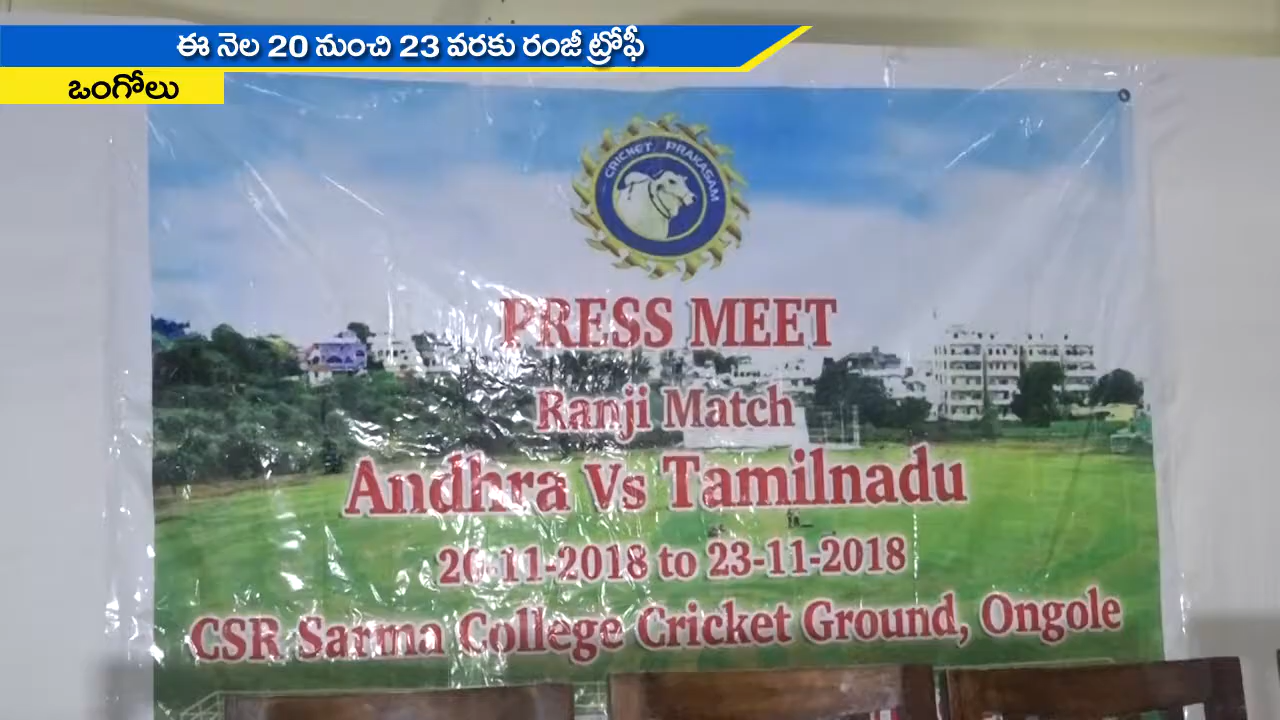 ఈ నెల 20 నుంచి 23 వరకు రంజీ ట్రోఫీ
ఒంగోలు
CRICKET PRAKASAM
PRESS MEET
Ranji Match
Andhra Vs Tamilnadu
20-11-2018 to 23-11-2018
CSR Sarma College Cricket Ground, Ongole